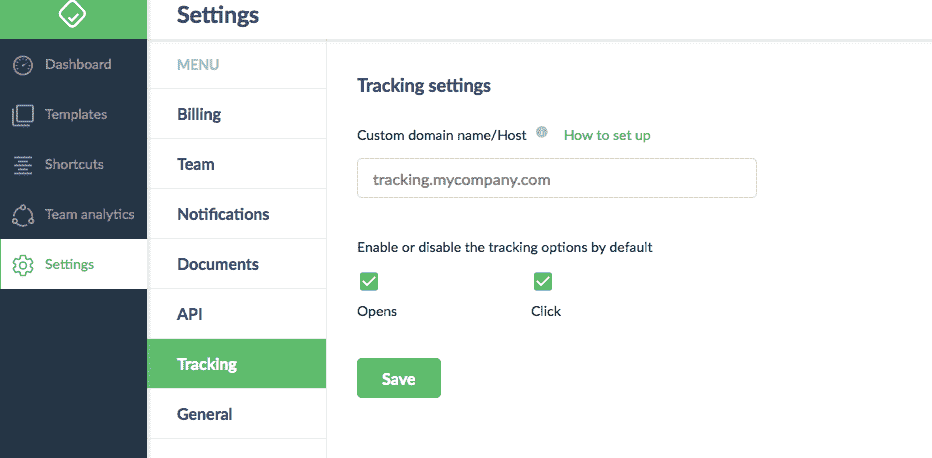 Settings
Dashboard
Templates
Shortcuts
Team analytics
Settings
MENU
Billing
Team
Notifications
Documents
API
Tracking
General
Tracking settings
Custom domain name/Host How to set up
tracking.mycompany.com
Enable or disable the tracking options by default
Opens Click
Save